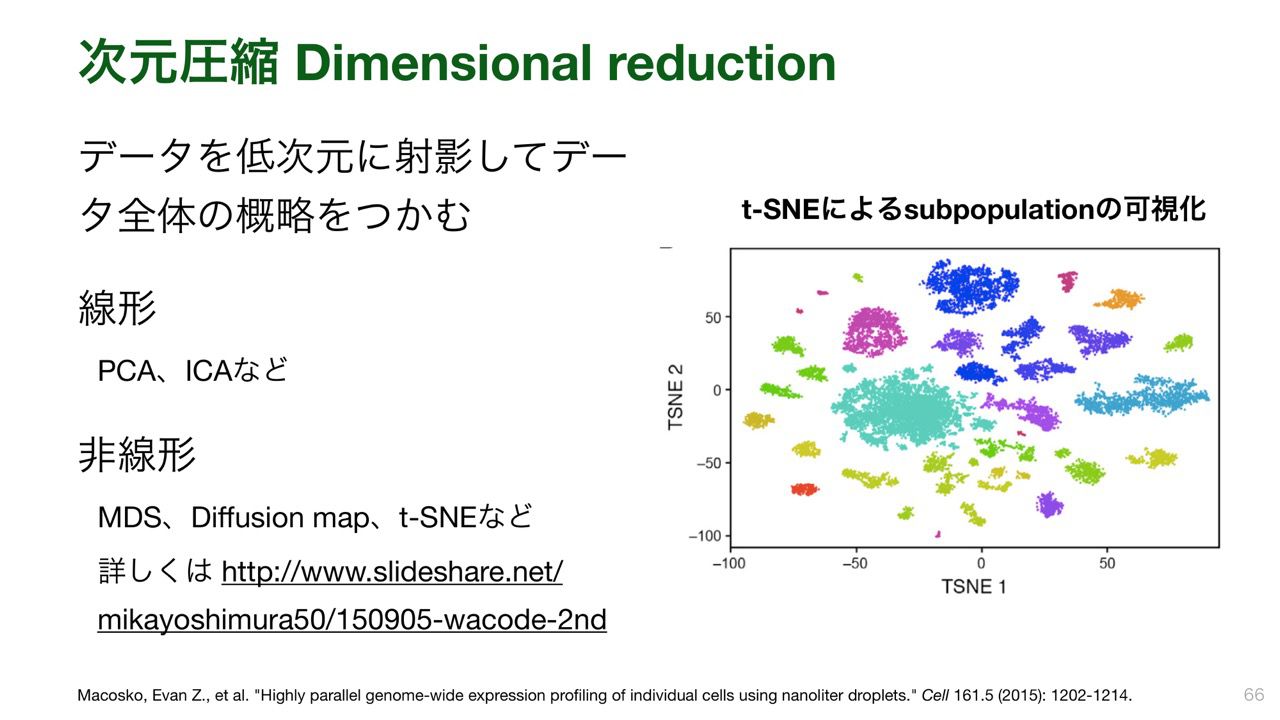 次元圧縮 Dimensional reduction
データを低次元に射影してデー
タ全体の概略をつかむ
線形
PCA、ICAなど
非線形
MDS、Diffusion map、t-SNEなど
詳しくは http://www.slideshare.net/
mikayoshimura50/150905-wacode-2nd
t-SNEによるsubpopulationの可視化
TSNE 2
50
0
−50
−100
−100 −50 0 50
TSNE 1
Macosko, Evan Z., et al. "Highly parallel genome-wide expression profiling of individual cells using nanoliter droplets." Cell 161.5 (2015): 1202-1214.
66